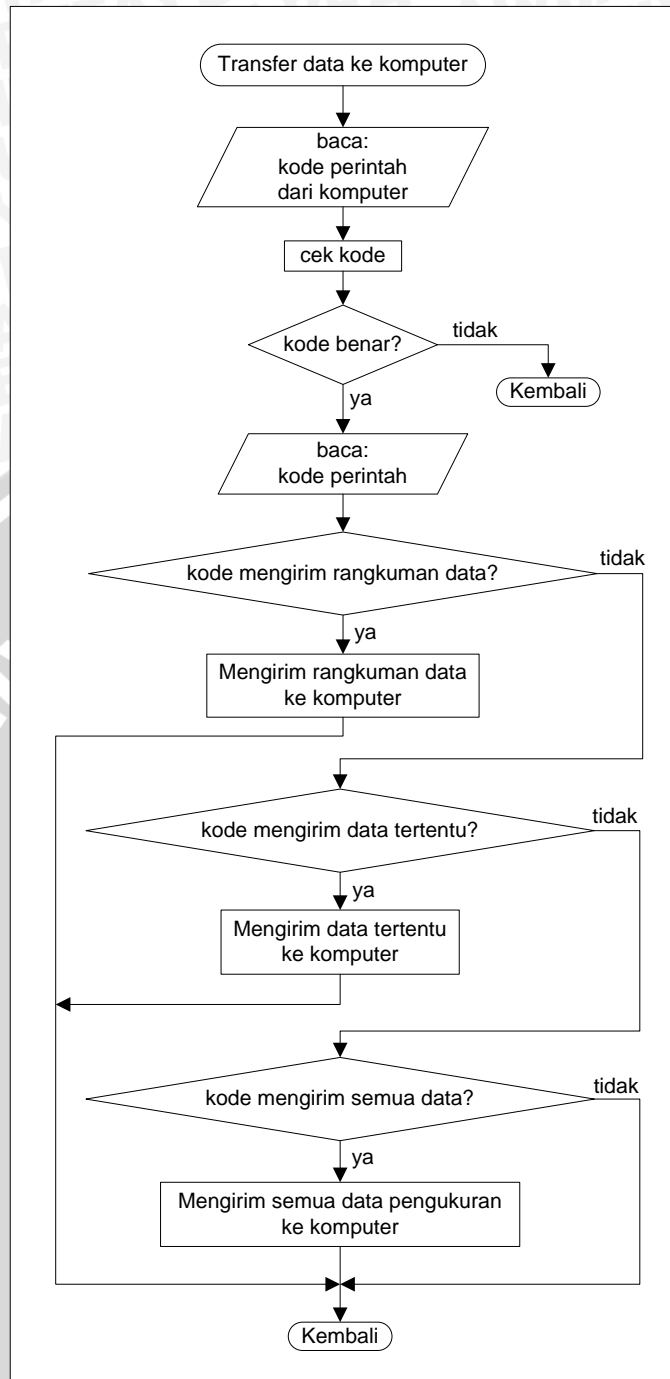 Transfer data ke komputer
baca:
kode perintah
dari komputer
cek kode
kode benar?
tidak
Kembali
ya
baca:
kode perintah
kode mengirim rangkuman data?
tidak
ya
Mengirim rangkuman data
ke komputer
kode mengirim data tertentu?
tidak
ya
Mengirim data tertentu
ke komputer
kode mengirim semua data?
tidak
ya
Mengirim semua data pengukuran
ke komputer
Kembali